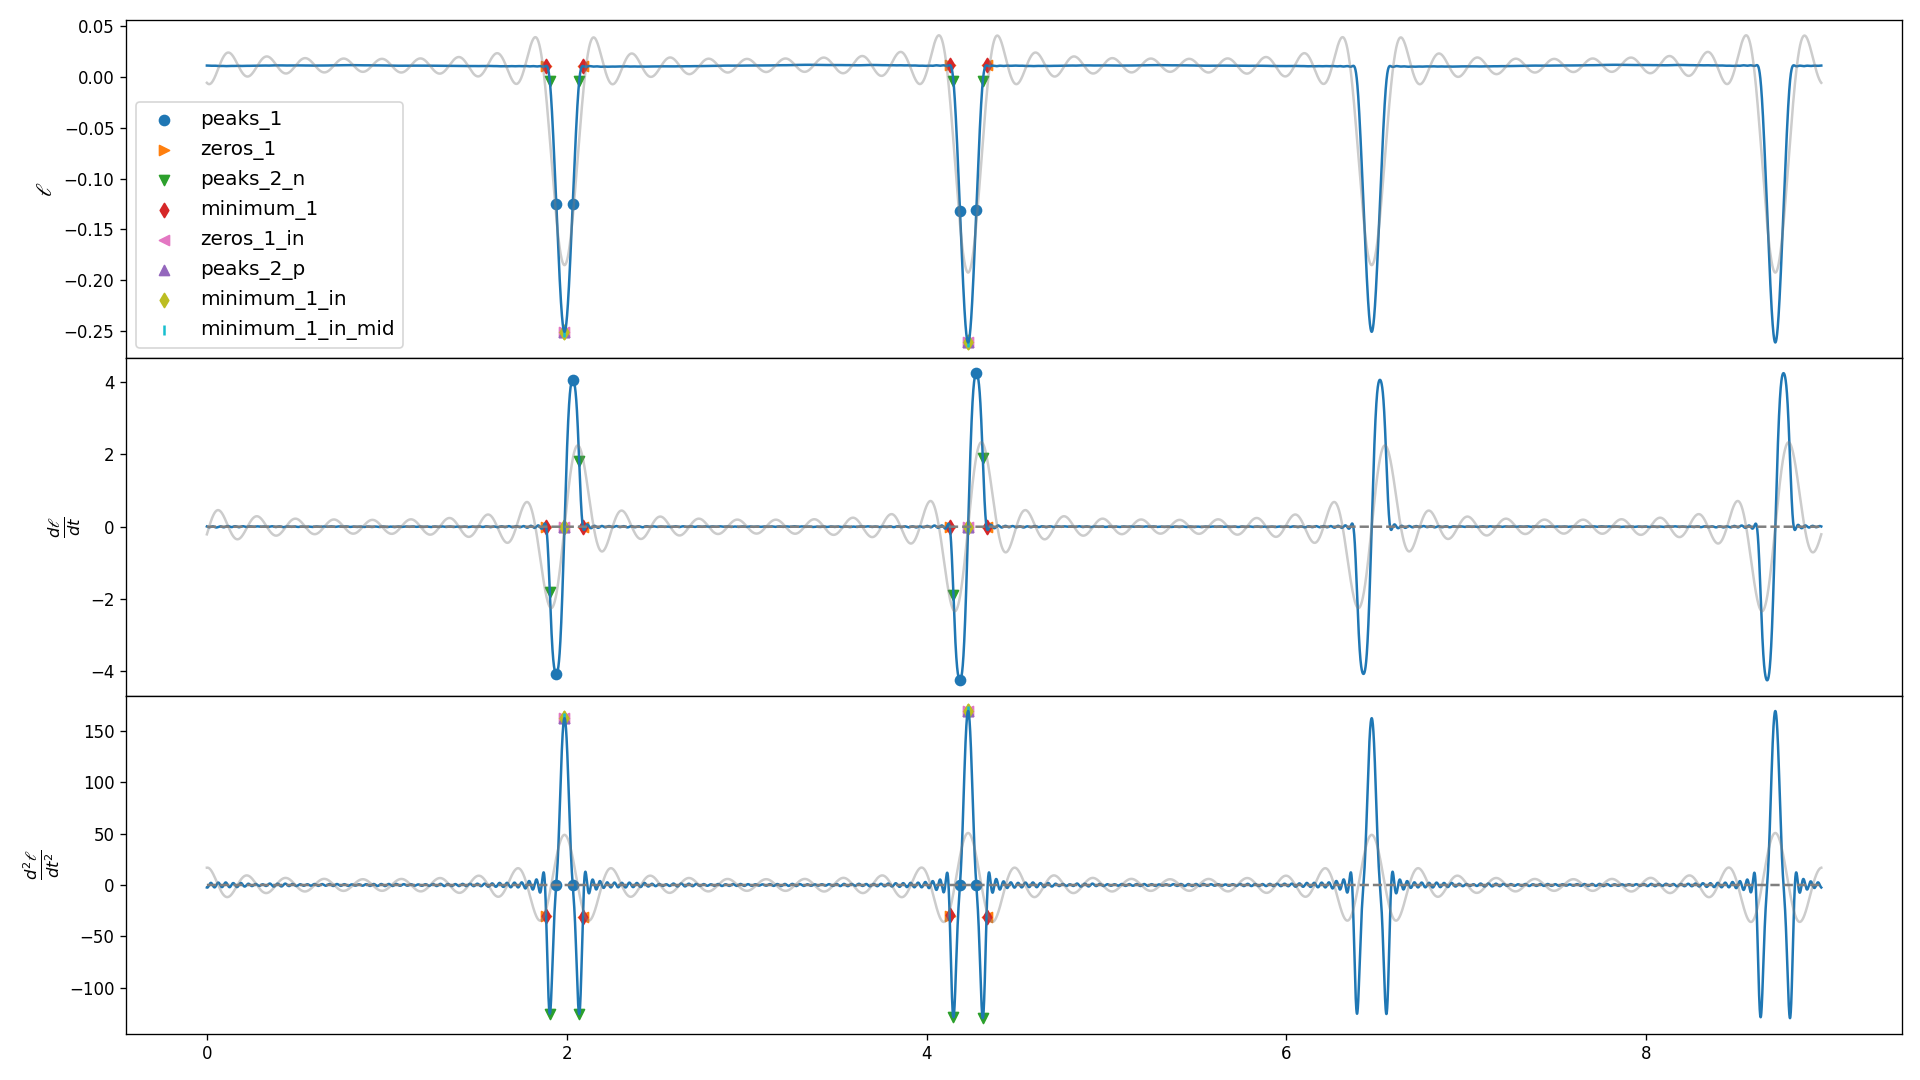 0.05
0.00
−0.05
−0.10
−0.15
−0.20
−0.25
ℓ
peaks_1
zeros_1
peaks_2_n
minimum_1
zeros_1_in
peaks_2_p
minimum_1_in
minimum_1_in_mid
4
2
0
−2
−4
dℓ
dt
150
100
50
0
−50
−100
d²ℓ
dt²
0 2 4 6 8